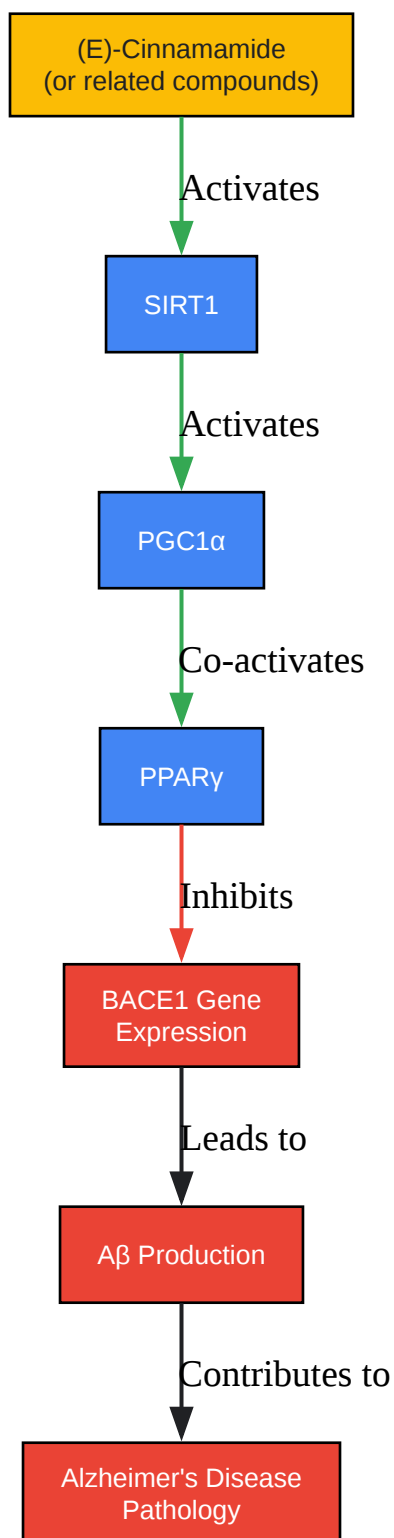 (E)-Cinnamamide
(or related compounds)
Activates
SIRT1
Activates
PGC1α
Co-activates
PPARγ
Inhibits
BACE1 Gene
Expression
Leads to
Aβ Production
Contributes to
Alzheimer's Disease
Pathology